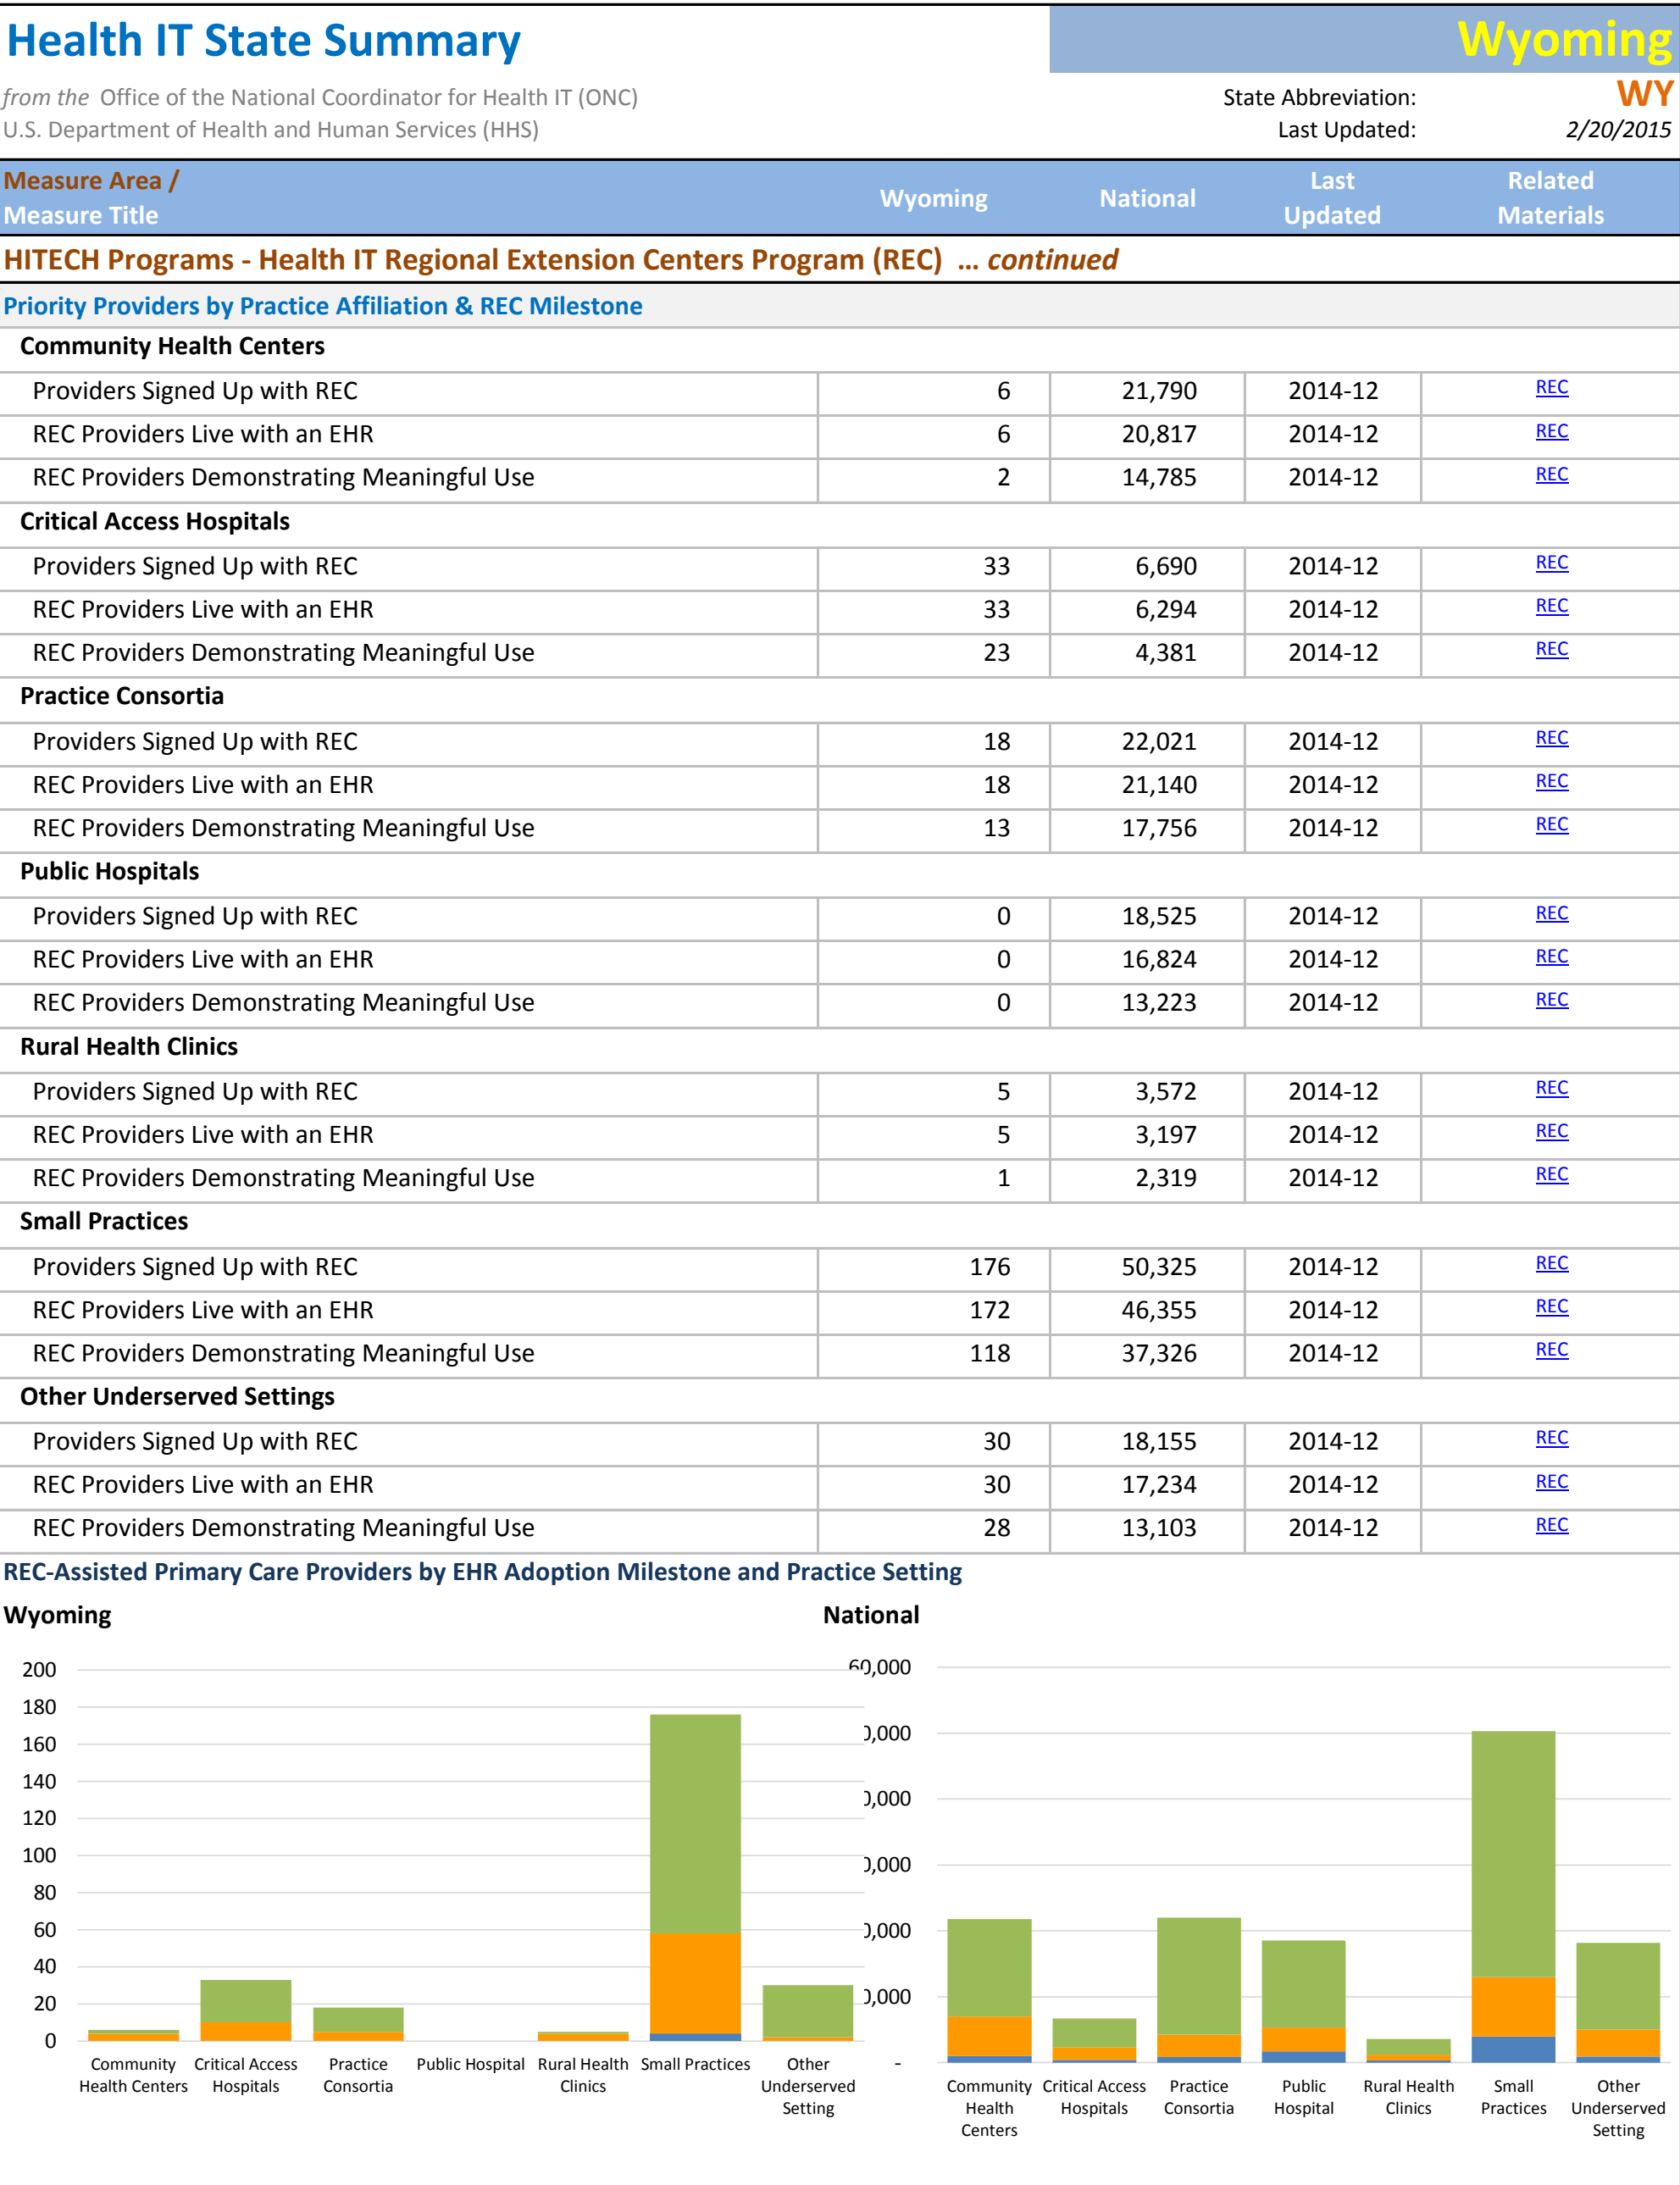 Health IT State Summary Wyoming
from the Office of the National Coordinator for Health IT (ONC) State Abbreviation: WY
U.S. Department of Health and Human Services (HHS) Last Updated: 2/20/2015
Measure Area /
Measure Title Wyoming National Last Updated Related Materials
HITECH Programs - Health IT Regional Extension Centers Program (REC) … continued
Priority Providers by Practice Affiliation & REC Milestone
Community Health Centers
Providers Signed Up with REC 6 21,790 2014-12 REC
REC Providers Live with an EHR 6 20,817 2014-12 REC
REC Providers Demonstrating Meaningful Use 2 14,785 2014-12 REC
Critical Access Hospitals
Providers Signed Up with REC 33 6,690 2014-12 REC
REC Providers Live with an EHR 33 6,294 2014-12 REC
REC Providers Demonstrating Meaningful Use 23 4,381 2014-12 REC
Practice Consortia
Providers Signed Up with REC 18 22,021 2014-12 REC
REC Providers Live with an EHR 18 21,140 2014-12 REC
REC Providers Demonstrating Meaningful Use 13 17,756 2014-12 REC
Public Hospitals
Providers Signed Up with REC 0 18,525 2014-12 REC
REC Providers Live with an EHR 0 16,824 2014-12 REC
REC Providers Demonstrating Meaningful Use 0 13,223 2014-12 REC
Rural Health Clinics
Providers Signed Up with REC 5 3,572 2014-12 REC
REC Providers Live with an EHR 5 3,197 2014-12 REC
REC Providers Demonstrating Meaningful Use 1 2,319 2014-12 REC
Small Practices
Providers Signed Up with REC 176 50,325 2014-12 REC
REC Providers Live with an EHR 172 46,355 2014-12 REC
REC Providers Demonstrating Meaningful Use 118 37,326 2014-12 REC
Other Underserved Settings
Providers Signed Up with REC 30 18,155 2014-12 REC
REC Providers Live with an EHR 30 17,234 2014-12 REC
REC Providers Demonstrating Meaningful Use 28 13,103 2014-12 REC
REC-Assisted Primary Care Providers by EHR Adoption Milestone and Practice Setting
Wyoming
200
180
160
140
120
100
80
60
40
20
0
Community Critical Access Practice Public Hospital Rural Health Small Practices Other
Health Centers Hospitals Consortia Clinics Underserved
Setting
National
60,000
0,000
0,000
0,000
0,000
0,000
-
Community Critical Access Practice Public Rural Health Small Other
Health Hospitals Consortia Hospital Clinics Practices Underserved
Centers Setting